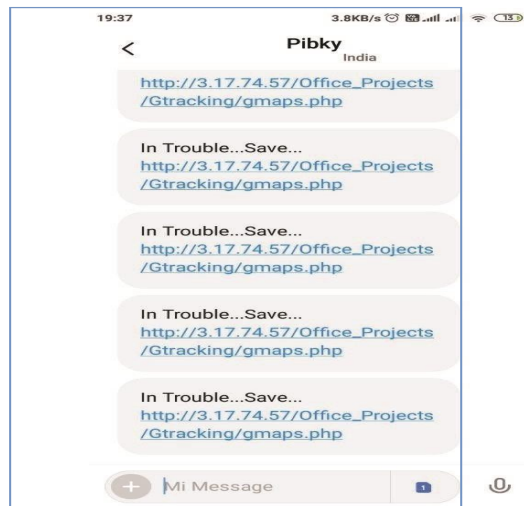 19:37
3.8KB/s
13
Pibky
India
http://3.17.74.57/Office_Projects
/Gtracking/gmaps.php
In Trouble...Save...
http://3.17.74.57/Office_Projects
/Gtracking/gmaps.php
In Trouble...Save...
http://3.17.74.57/Office_Projects
/Gtracking/gmaps.php
In Trouble...Save...
http://3.17.74.57/Office_Projects
/Gtracking/gmaps.php
In Trouble...Save...
http://3.17.74.57/Office_Projects
/Gtracking/gmaps.php
Mi Message
1